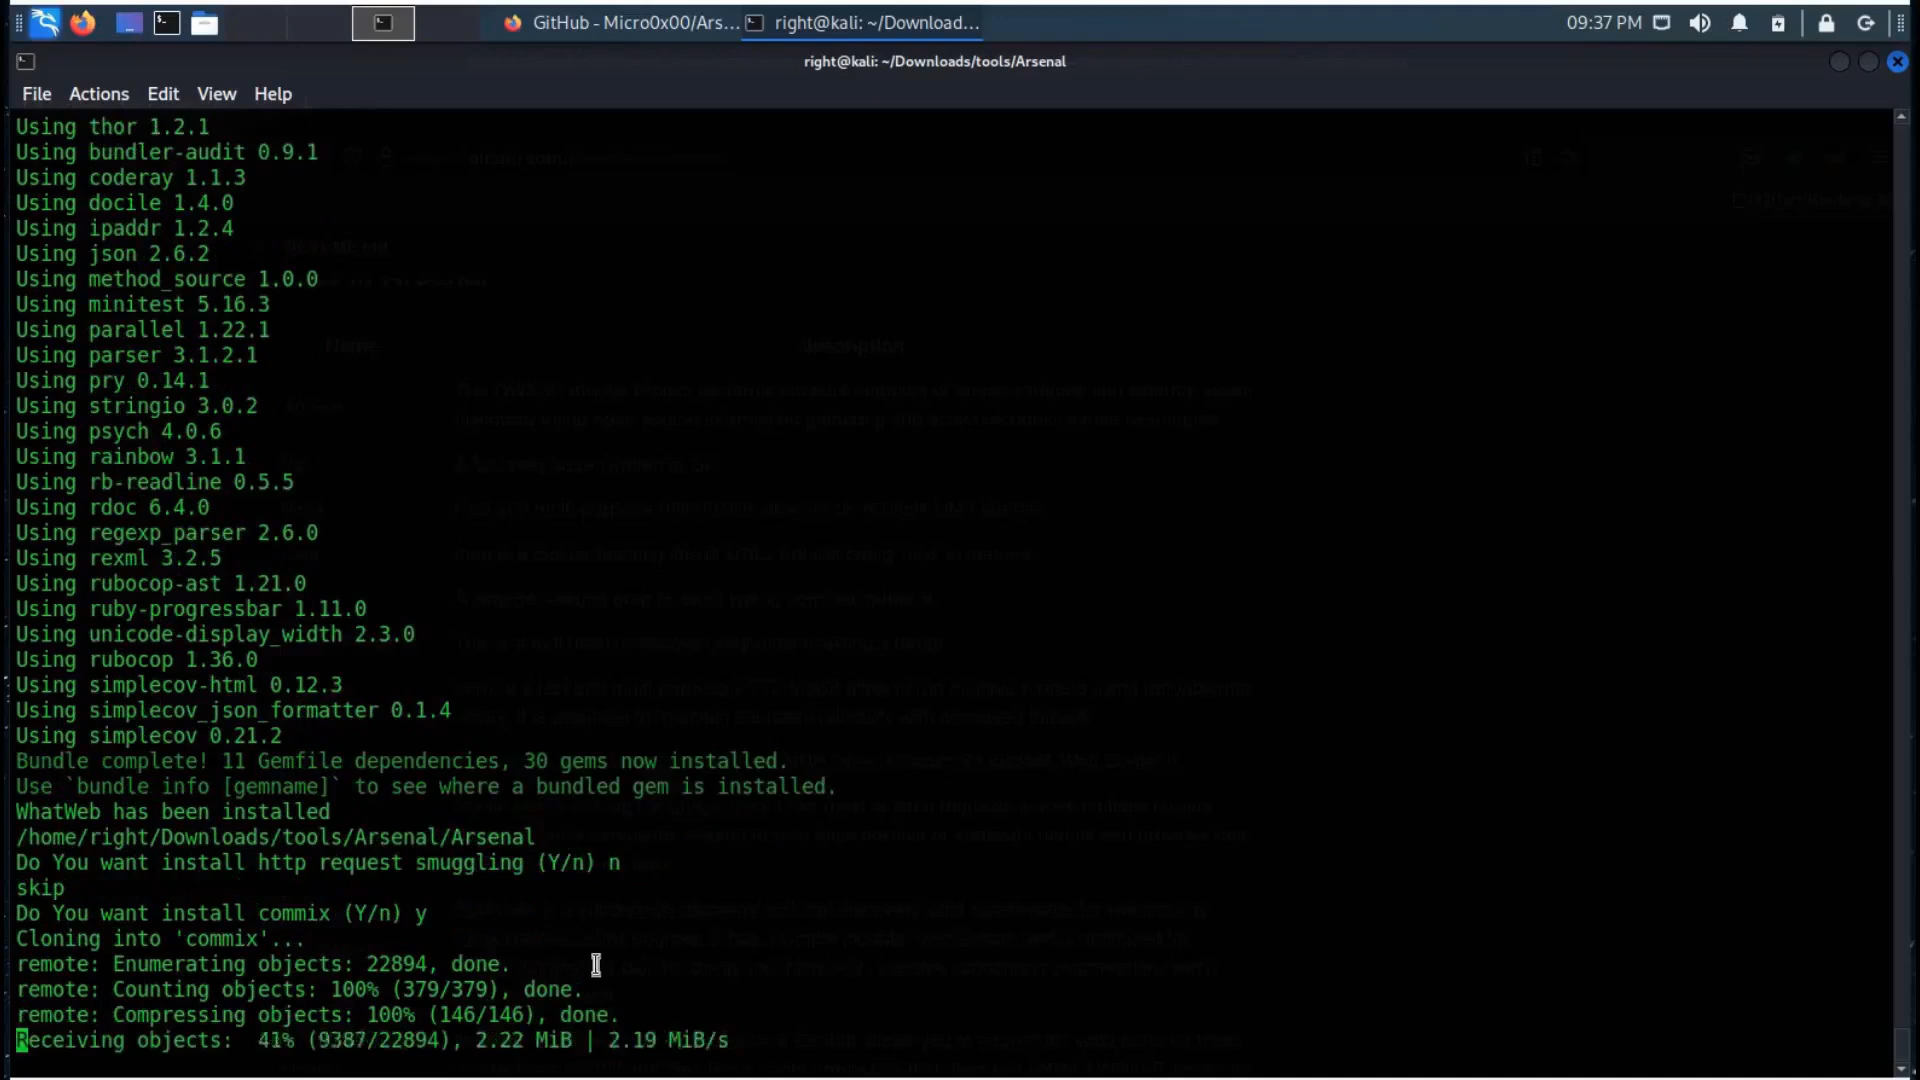 GitHub - Micro0x00/Ars...
right@kali: ~/Download...
09:37 PM
right@kali: ~/Downloads/tools/Arsenal
File Actions Edit View Help
Using thor 1.2.1
Using bundler-audit 0.9.1
Using coderay 1.1.3
Using docile 1.4.0
Using ipaddr 1.2.4
Using json 2.6.2
Using method_source 1.0.0
Using minitest 5.16.3
Using parallel 1.22.1
Using parser 3.1.2.1
Using pry 0.14.1
Using stringio 3.0.2
Using psych 4.0.6
Using rainbow 3.1.1
Using rb-readline 0.5.5
Using rdoc 6.4.0
Using regexp_parser 2.6.0
Using rexml 3.2.5
Using rubocop-ast 1.21.0
Using ruby-progressbar 1.11.0
Using unicode-display_width 2.3.0
Using rubocop 1.36.0
Using simplecov-html 0.12.3
Using simplecov_json_formatter 0.1.4
Using simplecov 0.21.2
Bundle complete! 11 Gemfile dependencies, 30 gems now installed.
Use `bundle info [gemname]` to see where a bundled gem is installed.
WhatWeb has been installed
/home/right/Downloads/tools/Arsenal/Arsenal
Do You want install http request smuggling (Y/n) n
skip
Do You want install commix (Y/n) y
Cloning into 'commix'...
remote: Enumerating objects: 22894, done.
remote: Counting objects: 100% (379/379), done.
remote: Compressing objects: 100% (146/146), done.
Receiving objects:  41% (9387/22894), 2.22 MiB | 2.19 MiB/s